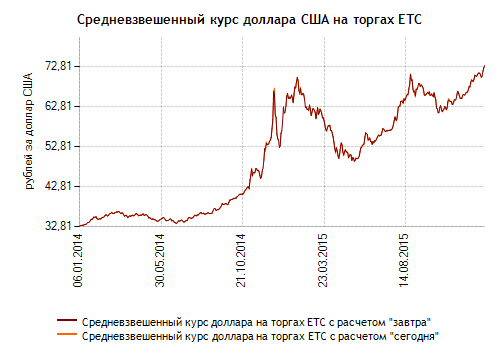 Средневзвешенный курс доллара США на торгах ЕТС
рублей за доллар США
72,81
62,81
52,81
42,81
32,81
06.01.2014
30.05.2014
21.10.2014
23.03.2015
14.08.2015
Средневзвешенный курс доллара на торгах ЕТС с расчетом "завтра"
Средневзвешенный курс доллара на торгах ЕТС с расчетом "сегодня"